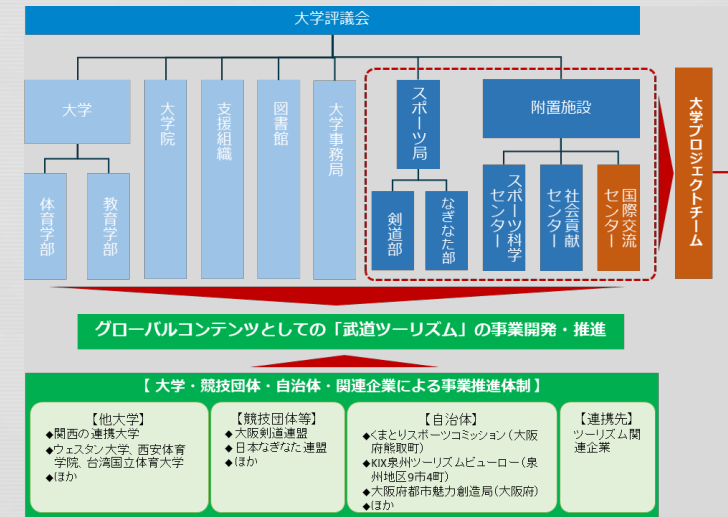 大学評議会
大学
大学院
支援組織
図書館
大学事務局
スポーツ局
附置施設
大学プロジェクトチーム
体育学部
教育学部
剣道部
なぎなた部
スポーツ科学
センター
社会貢献
センター
国際交流
センター
グローバルコンテンツとしての「武道ツーリズム」の事業開発・推進
【 大学・競技団体・自治体・関連企業による事業推進体制 】
【他大学】
◆関西の連携大学
◆ウェスタン大学、西安体育
学院、台湾国立体育大学
◆ほか
【競技団体等】
◆大阪剣道連盟
◆日本なぎなた連盟
◆ほか
【自治体】
◆くまとりスポーツコミッション（大阪
府熊取町）
◆KIX泉州ツーリズムビューロー（泉
州地区9市4町）
◆大阪府都市魅力創造局（大阪府）
◆ほか
【連携先】
ツーリズム関
連企業